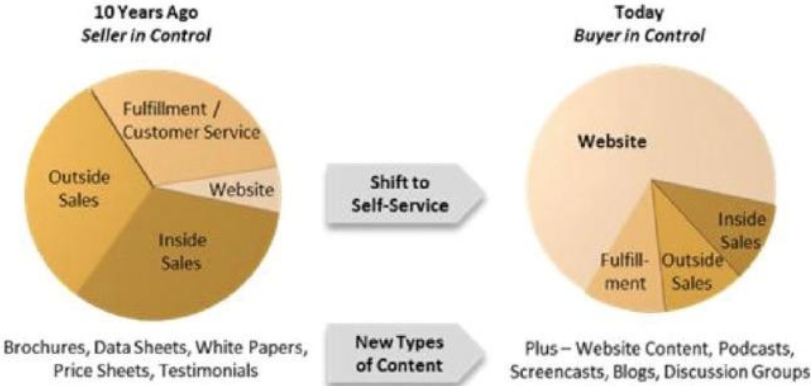 10 Years Ago
Seller in Control
Fulfillment /
Customer Service
Outside
Sales
Website
Inside
Sales
Brochures, Data Sheets, White Papers,
Price Sheets, Testimonials
Shift to
Self-Service
New Types
of Content
Today
Buyer in Control
Website
Inside
Sales
Fulfill-
ment
Outside
Sales
Plus – Website Content, Podcasts,
Screencasts, Blogs, Discussion Groups